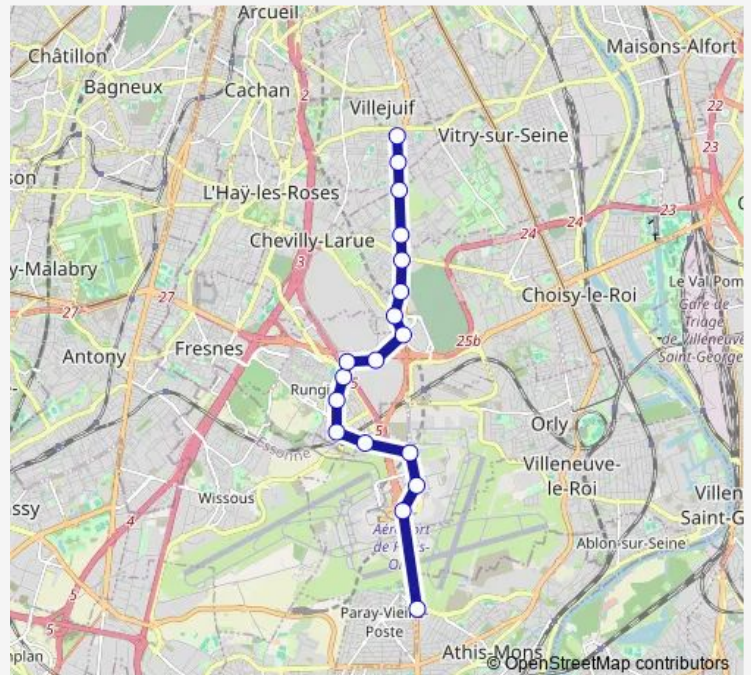 Arcueil
Maisons-Alfort
Châtillon
Bagneux
Cachan
2
Villejuif
22
Vitry-sur-Seine
23
son
L'Haÿ-les-Roses
24
24
23
Chevilly-Larue
3
y-Malabry
Le Val Pom
27
Choisy-le-Roi
Gare de
Triage
de Villeneuve
Saint-George
27
25b
Antony
Fresnes
Rungi
5
5
Orly
Essonne
Villeneuve-
le-Roi
Wissous
Villen
Saint-G
ssy
4
Aéroport
de Paris-
Ablon-sur-Seine
5
5
Paray-Viei
Poste
Athis-Mons
nplan
© OpenStreetMap contributors